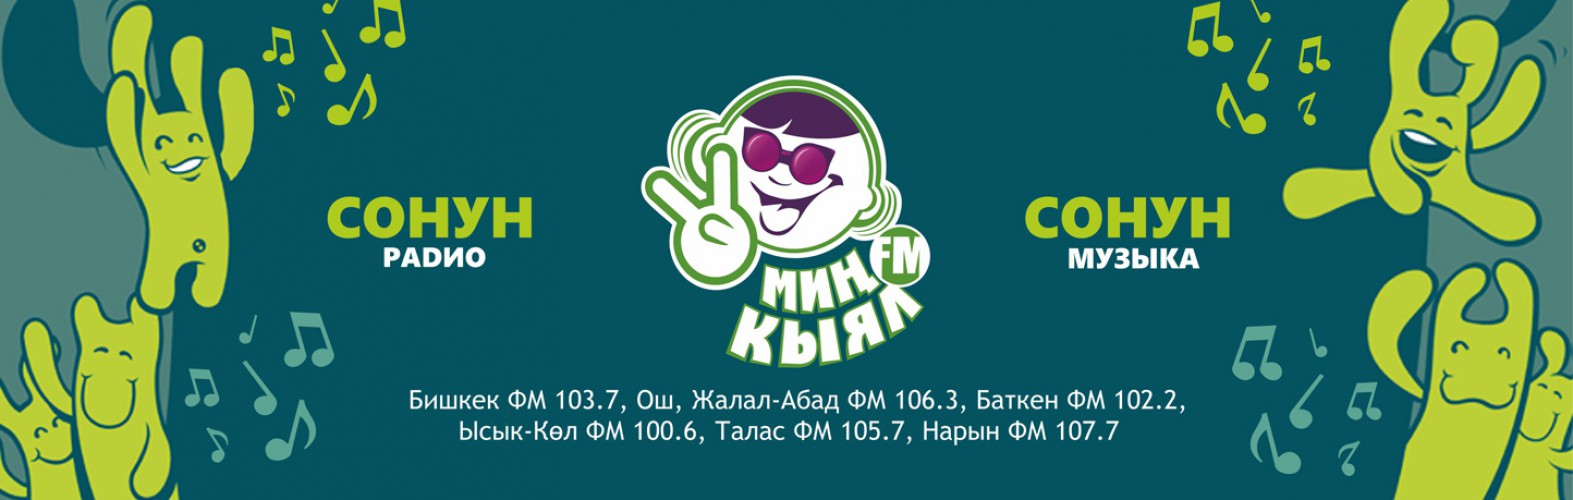 СОНУН
РАДИО
МИҢ
КЫЯЛ
FM
СОНУН
МУЗЫКА
Бишкек ФМ 103.7, Ош, Жалал-Абад ФМ 106.3, Баткен ФМ 102.2,
Ысык-Көл ФМ 100.6, Талас ФМ 105.7, Нарын ФМ 107.7